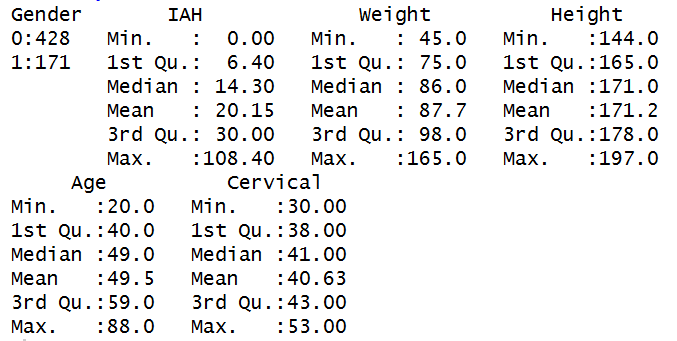 Gender       IAH             Weight          Height
0:428   Min.   :  0.00   Min.   : 45.0   Min.   :144.0
1:171   1st Qu.:  6.40   1st Qu.: 75.0   1st Qu.:165.0
        Median : 14.30   Median : 86.0   Median :171.0
        Mean   : 20.15   Mean   : 87.7   Mean   :171.2
        3rd Qu.: 30.00   3rd Qu.: 98.0   3rd Qu.:178.0
        Max.   :108.40   Max.   :165.0   Max.   :197.0
     Age          Cervical
Min.   :20.0   Min.   :30.00
1st Qu.:40.0   1st Qu.:38.00
Median :49.0   Median :41.00
Mean   :49.5   Mean   :40.63
3rd Qu.:59.0   3rd Qu.:43.00
Max.   :88.0   Max.   :53.00